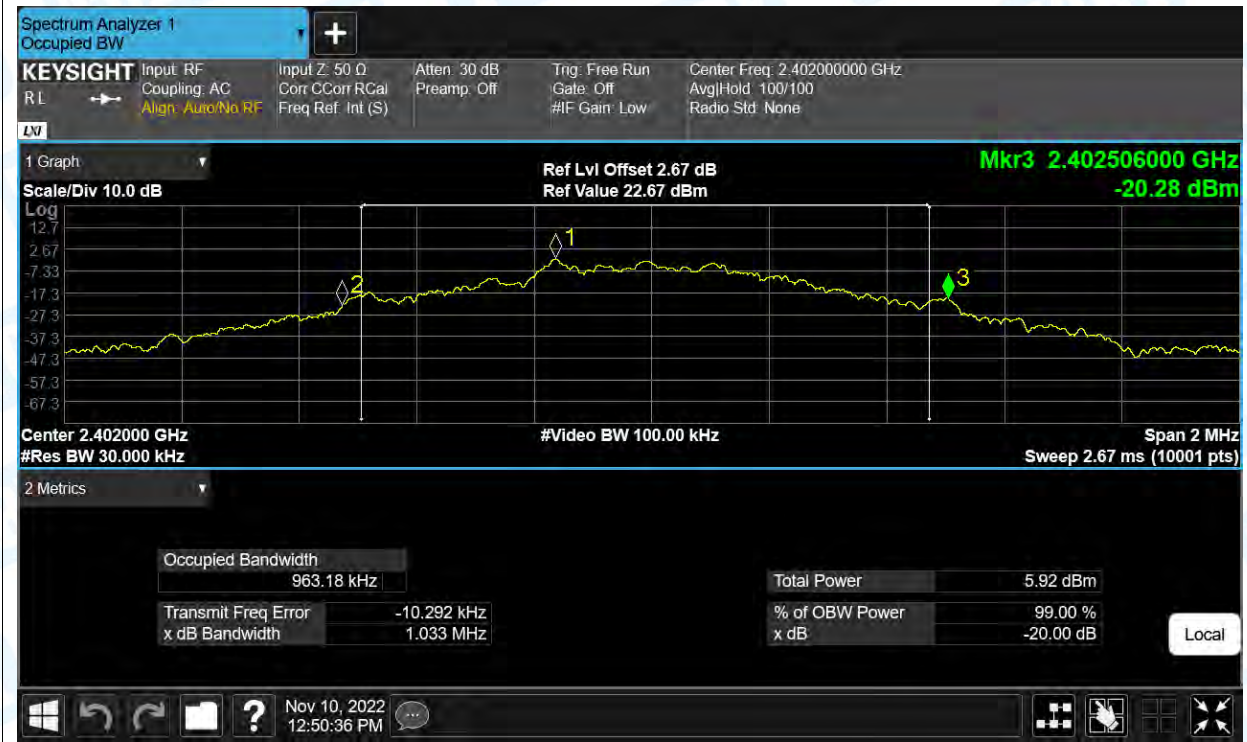 Spectrum Analyzer 1
Occupied BW
KEYSIGHT
R L
LXI
Input: RF
Coupling: AC
Align: Auto/No RF
Input Z: 50 Ω
Corr CCorr RCal
Freq Ref: Int (S)
Atten: 30 dB
Preamp: Off
Trig: Free Run
Gate: Off
#IF Gain: Low
Center Freq: 2.402000000 GHz
Avg|Hold: 100/100
Radio Std: None
1 Graph
Scale/Div 10.0 dB
Ref Lvl Offset 2.67 dB
Ref Value 22.67 dBm
Mkr3 2.402506000 GHz
-20.28 dBm
Log
12.7
2.67
-7.33
-17.3
-27.3
-37.3
-47.3
-57.3
-67.3
1
2
3
Center 2.402000 GHz
#Res BW 30.000 kHz
#Video BW 100.00 kHz
Span 2 MHz
Sweep 2.67 ms (10001 pts)
2 Metrics
Occupied Bandwidth
963.18 kHz
Transmit Freq Error -10.292 kHz
x dB Bandwidth 1.033 MHz
Total Power 5.92 dBm
% of OBW Power 99.00 %
x dB -20.00 dB
Local
?
Nov 10, 2022
12:50:36 PM